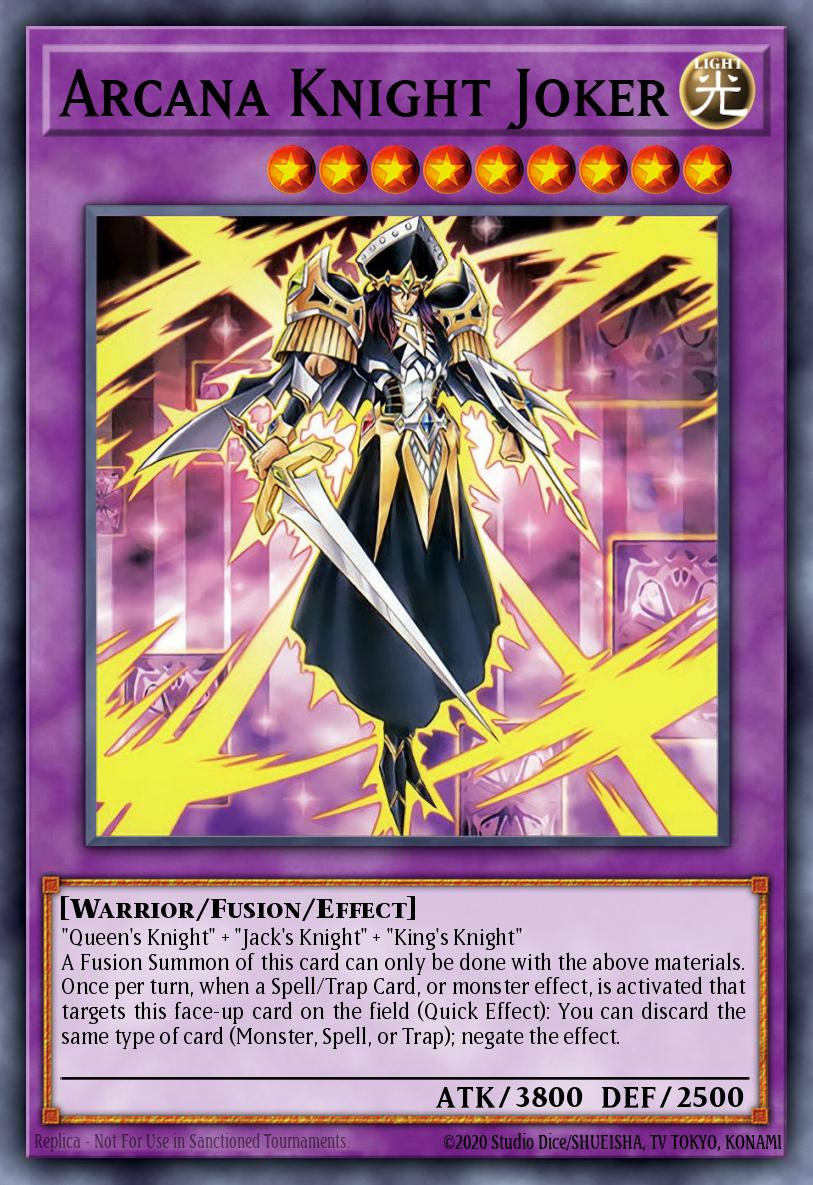 Arcana Knight Joker
LIGHT
光
[Warrior/Fusion/Effect]
"Queen's Knight" + "Jack's Knight" + "King's Knight"
A Fusion Summon of this card can only be done with the above materials.
Once per turn, when a Spell/Trap Card, or monster effect, is activated that
targets this face-up card on the field (Quick Effect): You can discard the
same type of card (Monster, Spell, or Trap); negate the effect.
ATK/3800 DEF/2500
Replica - Not For Use in Sanctioned Tournaments.
©2020 Studio Dice/SHUEISHA, TV TOKYO, KONAMI